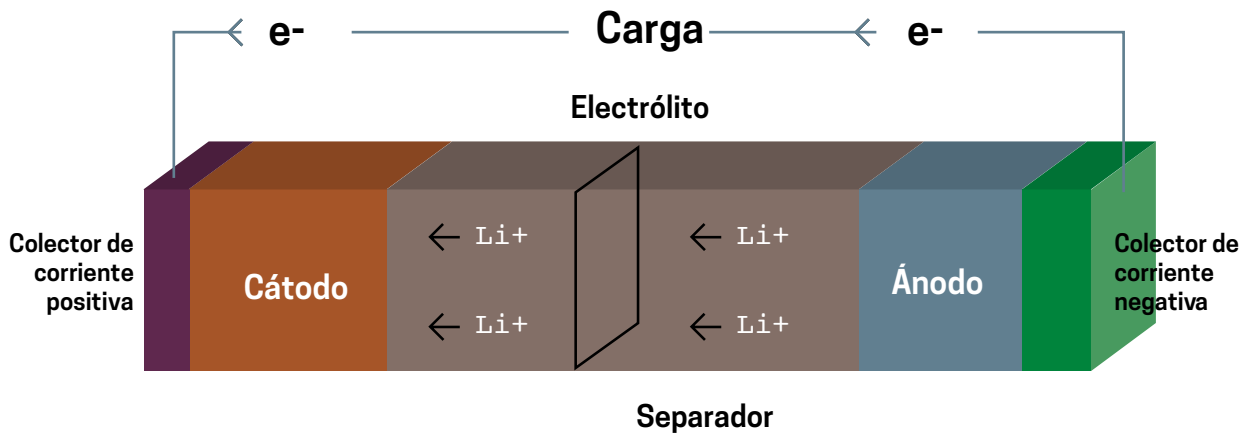 e- Carga e-
Electrólito
Colector de
corriente
positiva
Cátodo
Li+ Li+
Li+ Li+
Ánodo
Colector de
corriente
negativa
Separador